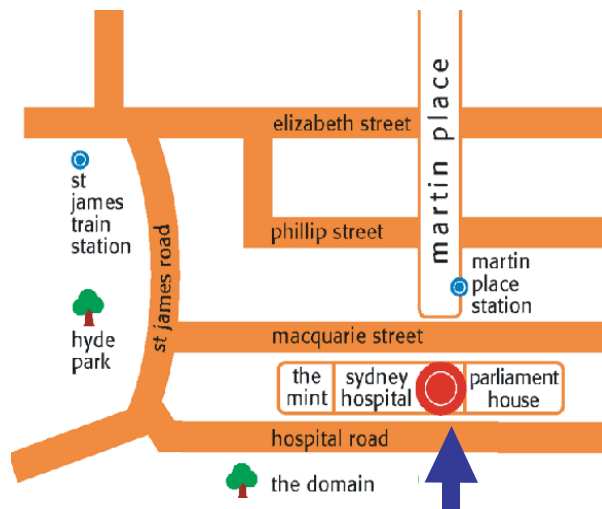 elizabeth street
martin place
st
james
train
station
phillip street
st james road
martin
place
station
hyde
park
macquarie street
the
mint
sydney
hospital
parliament
house
hospital road
the domain